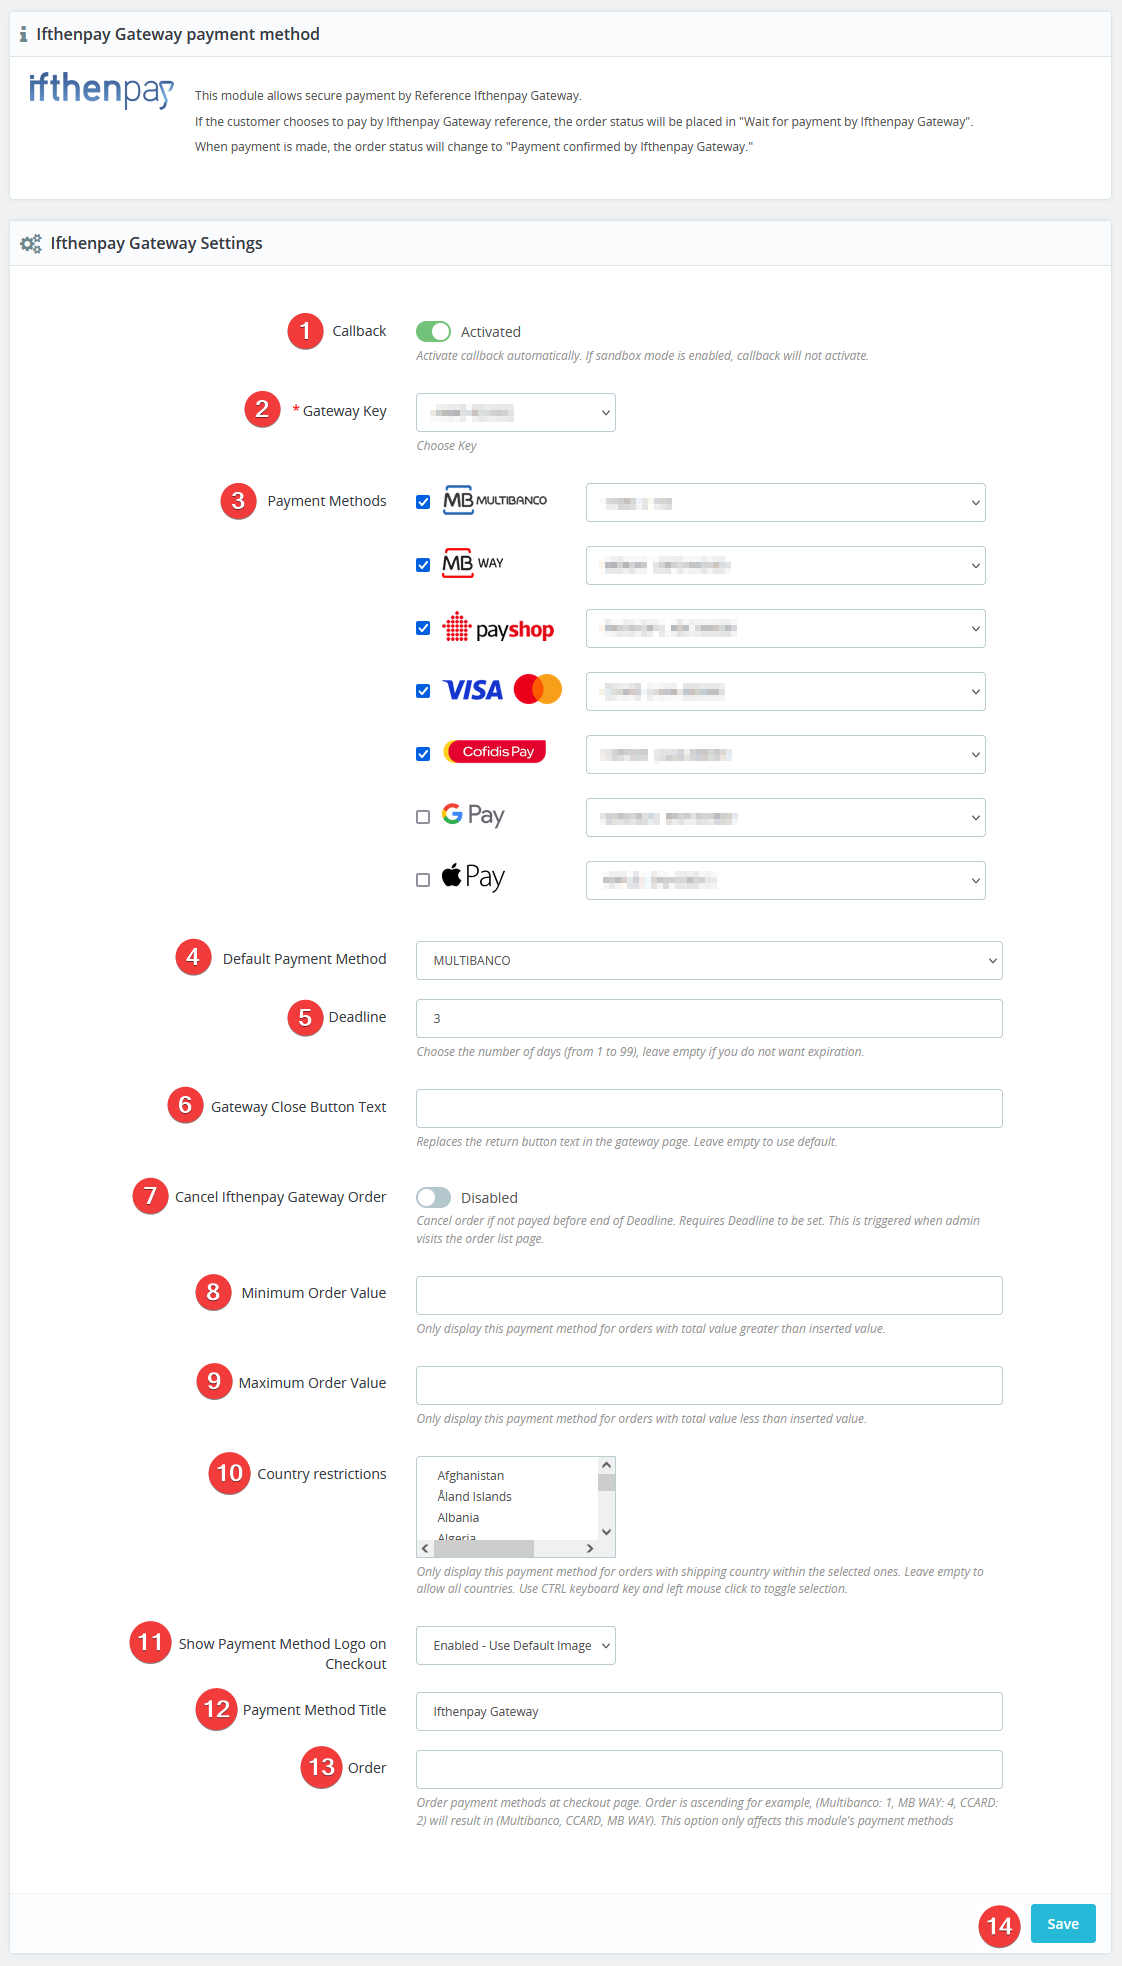 Ifthenpay Gateway payment method
ifthenpay
This module allows secure payment by Reference Ifthenpay Gateway.
If the customer chooses to pay by Ifthenpay Gateway reference, the order status will be placed in "Wait for payment by Ifthenpay Gateway".
When payment is made, the order status will change to "Payment confirmed by Ifthenpay Gateway."
Ifthenpay Gateway Settings
1 Callback Activated
Activate callback automatically. If sandbox mode is enabled, callback will not activate.
2 * Gateway Key
Choose Key
3 Payment Methods MB MULTIBANCO
MB WAY
payshop
VISA
Cofidis Pay
G Pay
Pay
4 Default Payment Method MULTIBANCO
5 Deadline 3
Choose the number of days (from 1 to 99), leave empty if you do not want expiration.
6 Gateway Close Button Text
Replaces the return button text in the gateway page. Leave empty to use default.
7 Cancel Ifthenpay Gateway Order Disabled
Cancel order if not payed before end of Deadline. Requires Deadline to be set. This is triggered when admin
visits the order list page.
8 Minimum Order Value
Only display this payment method for orders with total value greater than inserted value.
9 Maximum Order Value
Only display this payment method for orders with total value less than inserted value.
10 Country restrictions
Afghanistan
Åland Islands
Albania
Algeria
Only display this payment method for orders with shipping country within the selected ones. Leave empty to
allow all countries. Use CTRL keyboard key and left mouse click to toggle selection.
11 Show Payment Method Logo on
Checkout
Enabled - Use Default Image
12 Payment Method Title Ifthenpay Gateway
13 Order
Order payment methods at checkout page. Order is ascending for example, (Multibanco: 1, MB WAY: 4, CCARD:
2) will result in (Multibanco, CCARD, MB WAY). This option only affects this module's payment methods
14 Save